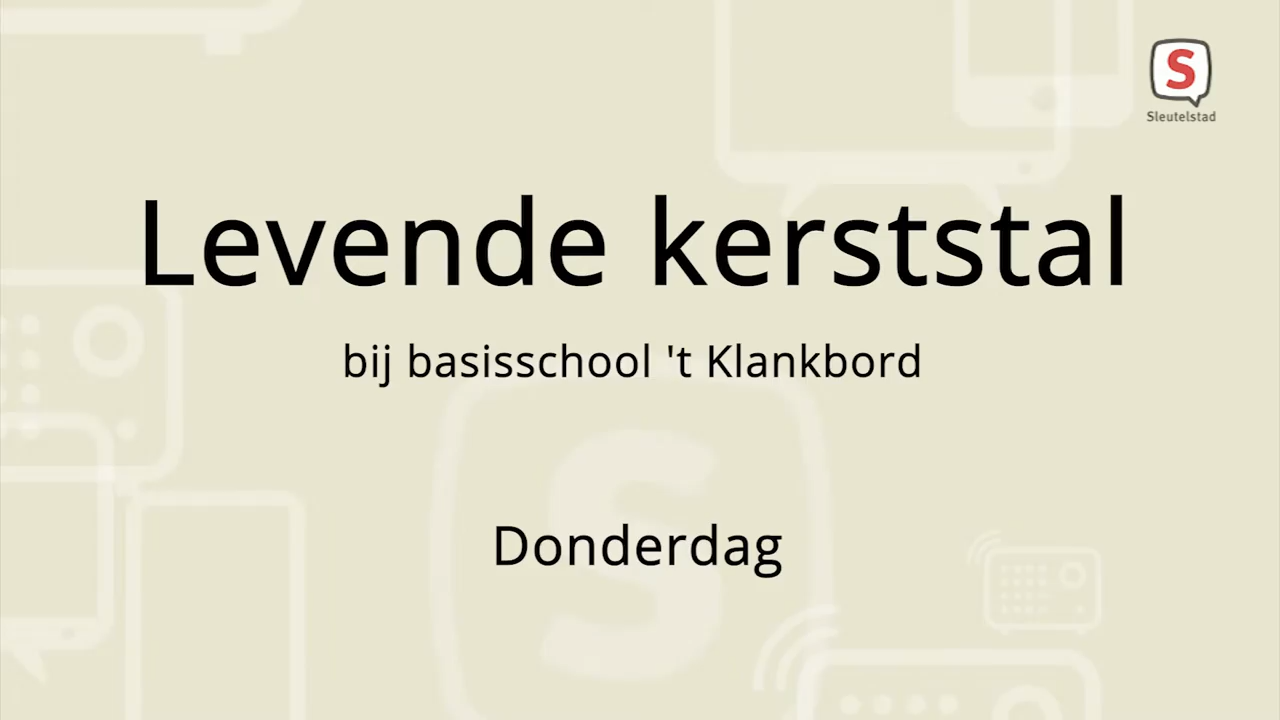 S
Sleutelstad
Levende kerststal
bij basisschool 't Klankbord
S
Donderdag